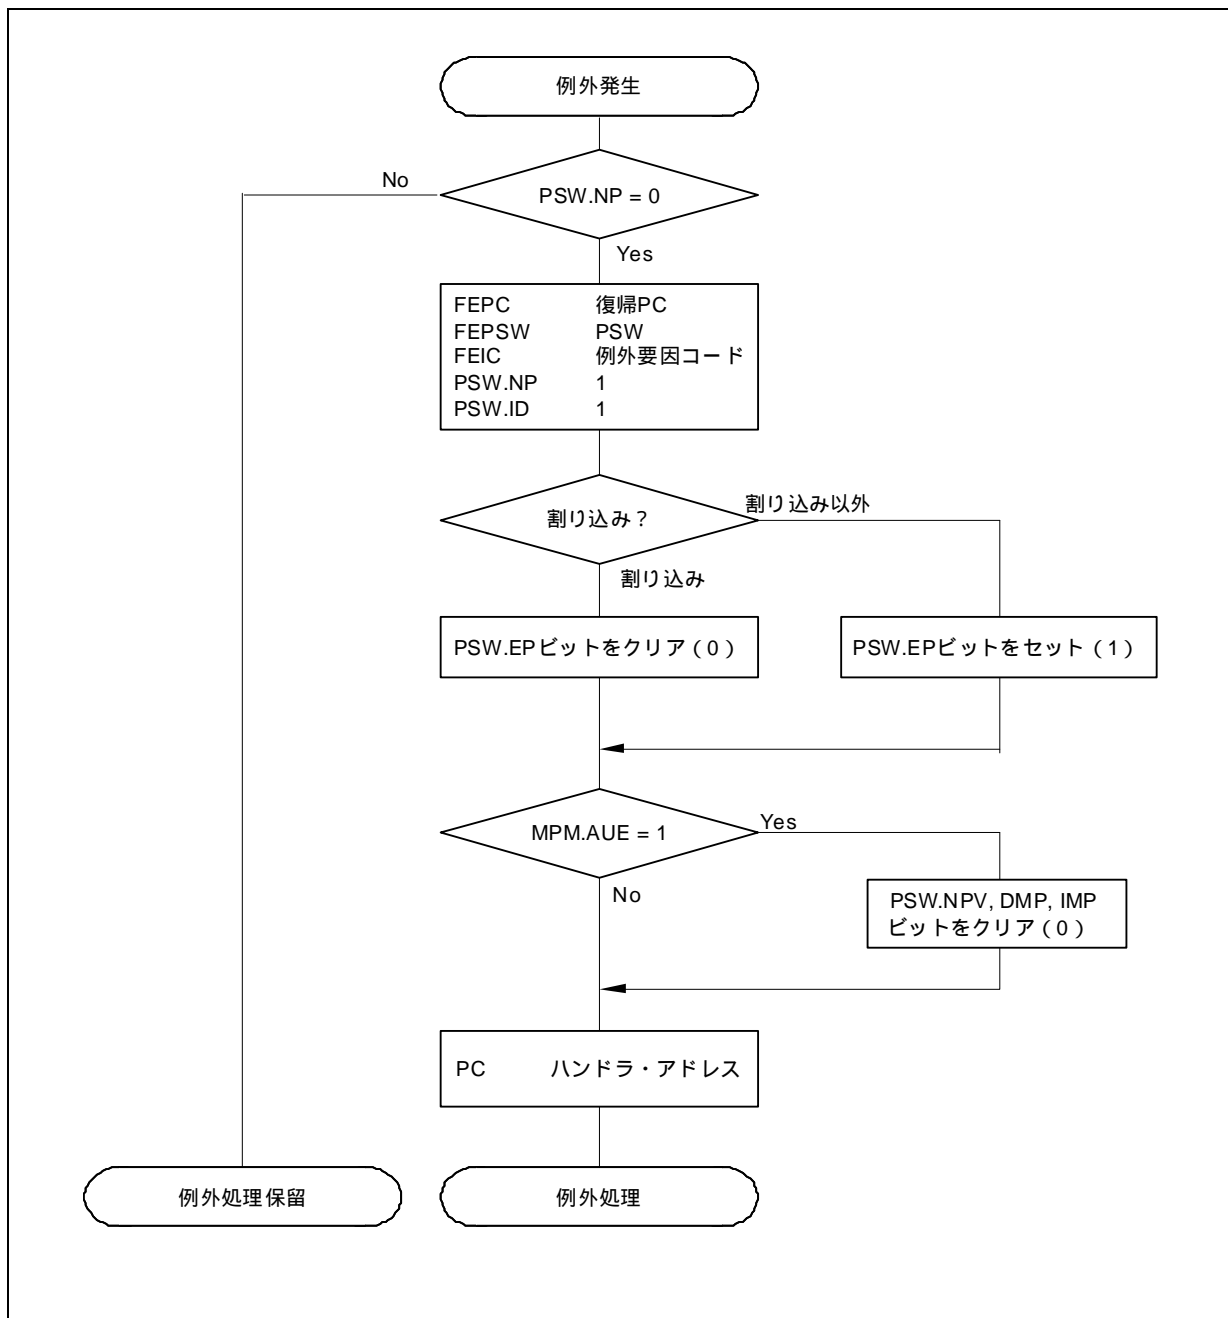 例外発生
No
PSW.NP = 0
Yes
FEPC 復帰PC
FEPSW PSW
FEIC 例外要因コード
PSW.NP 1
PSW.ID 1
割り込み?
割り込み以外
割り込み
PSW.EPビットをクリア(0)
PSW.EPビットをセット(1)
MPM.AUE = 1
Yes
No
PSW.NPV, DMP, IMP
ビットをクリア(0)
PC ハンドラ・アドレス
例外処理保留
例外処理